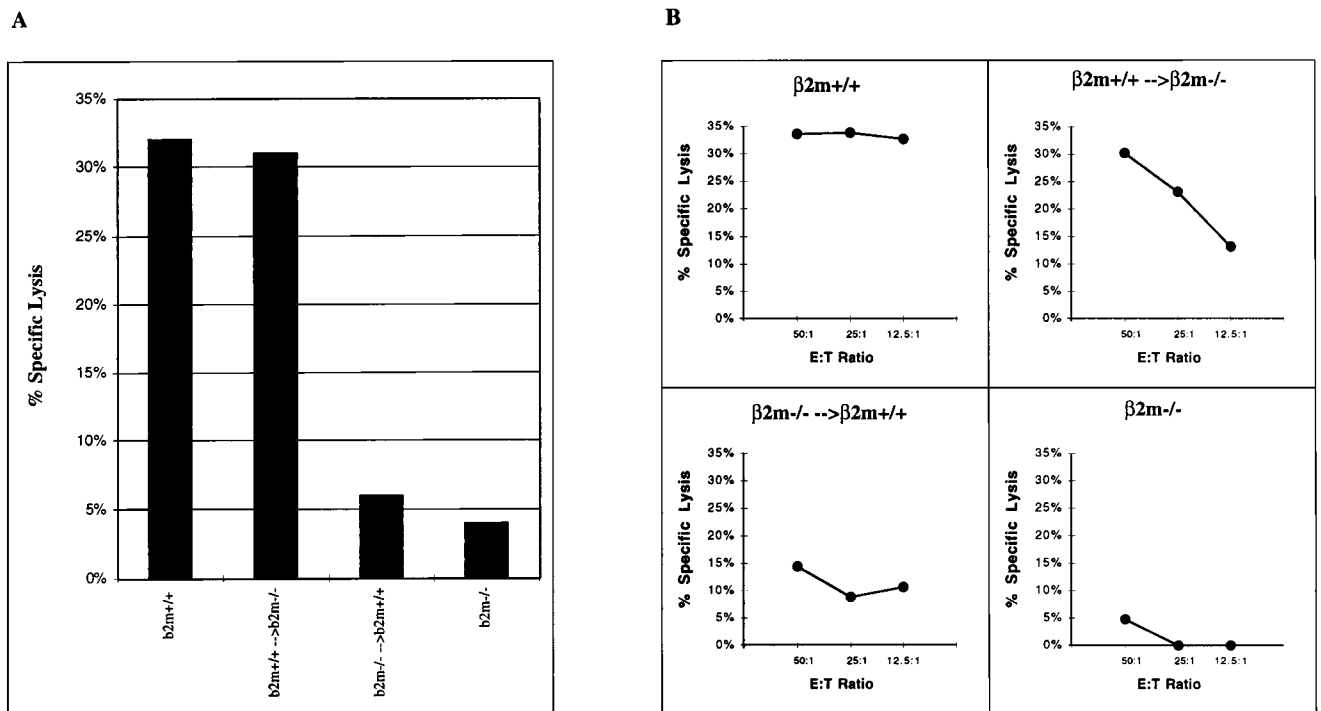 A
B
35%
30%
25%
20%
15%
10%
5%
0%
% Specific Lysis
b2m+/+
b2m+/+ -->b2m-/-
b2m-/- -->b2m+/+
b2m-/-
β2m+/+
35%
30%
25%
20%
15%
10%
5%
0%
% Specific Lysis
50:1 25:1 12.5:1
E:T Ratio
β2m+/+ -->β2m-/-
35%
30%
25%
20%
15%
10%
5%
0%
% Specific Lysis
50:1 25:1 12.5:1
E:T Ratio
β2m-/- -->β2m+/+
35%
30%
25%
20%
15%
10%
5%
0%
% Specific Lysis
50:1 25:1 12.5:1
E:T Ratio
β2m-/-
35%
30%
25%
20%
15%
10%
5%
0%
% Specific Lysis
50:1 25:1 12.5:1
E:T Ratio